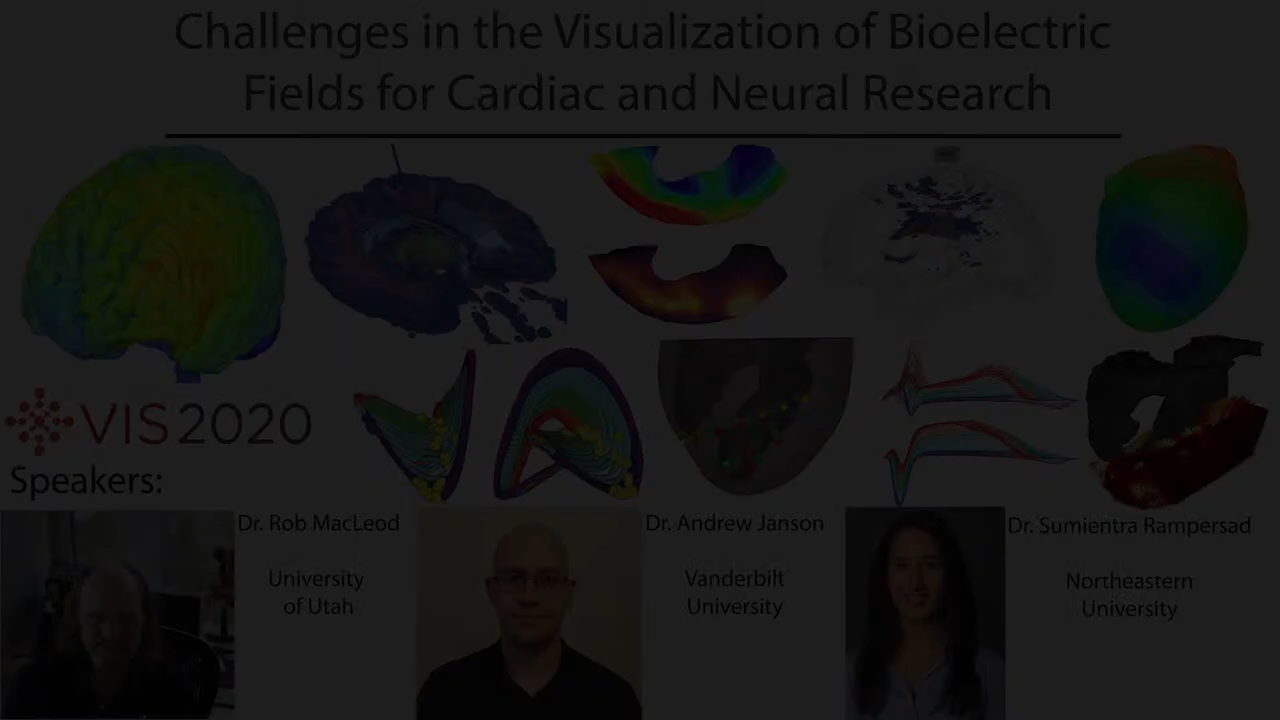 Challenges in the Visualization of Bioelectric
Fields for Cardiac and Neural Research
VIS2020
Speakers:
Dr. Rob MacLeod
University
of Utah
Dr. Andrew Janson
Vanderbilt
University
Dr. Sumientra Rampersad
Northeastern
University